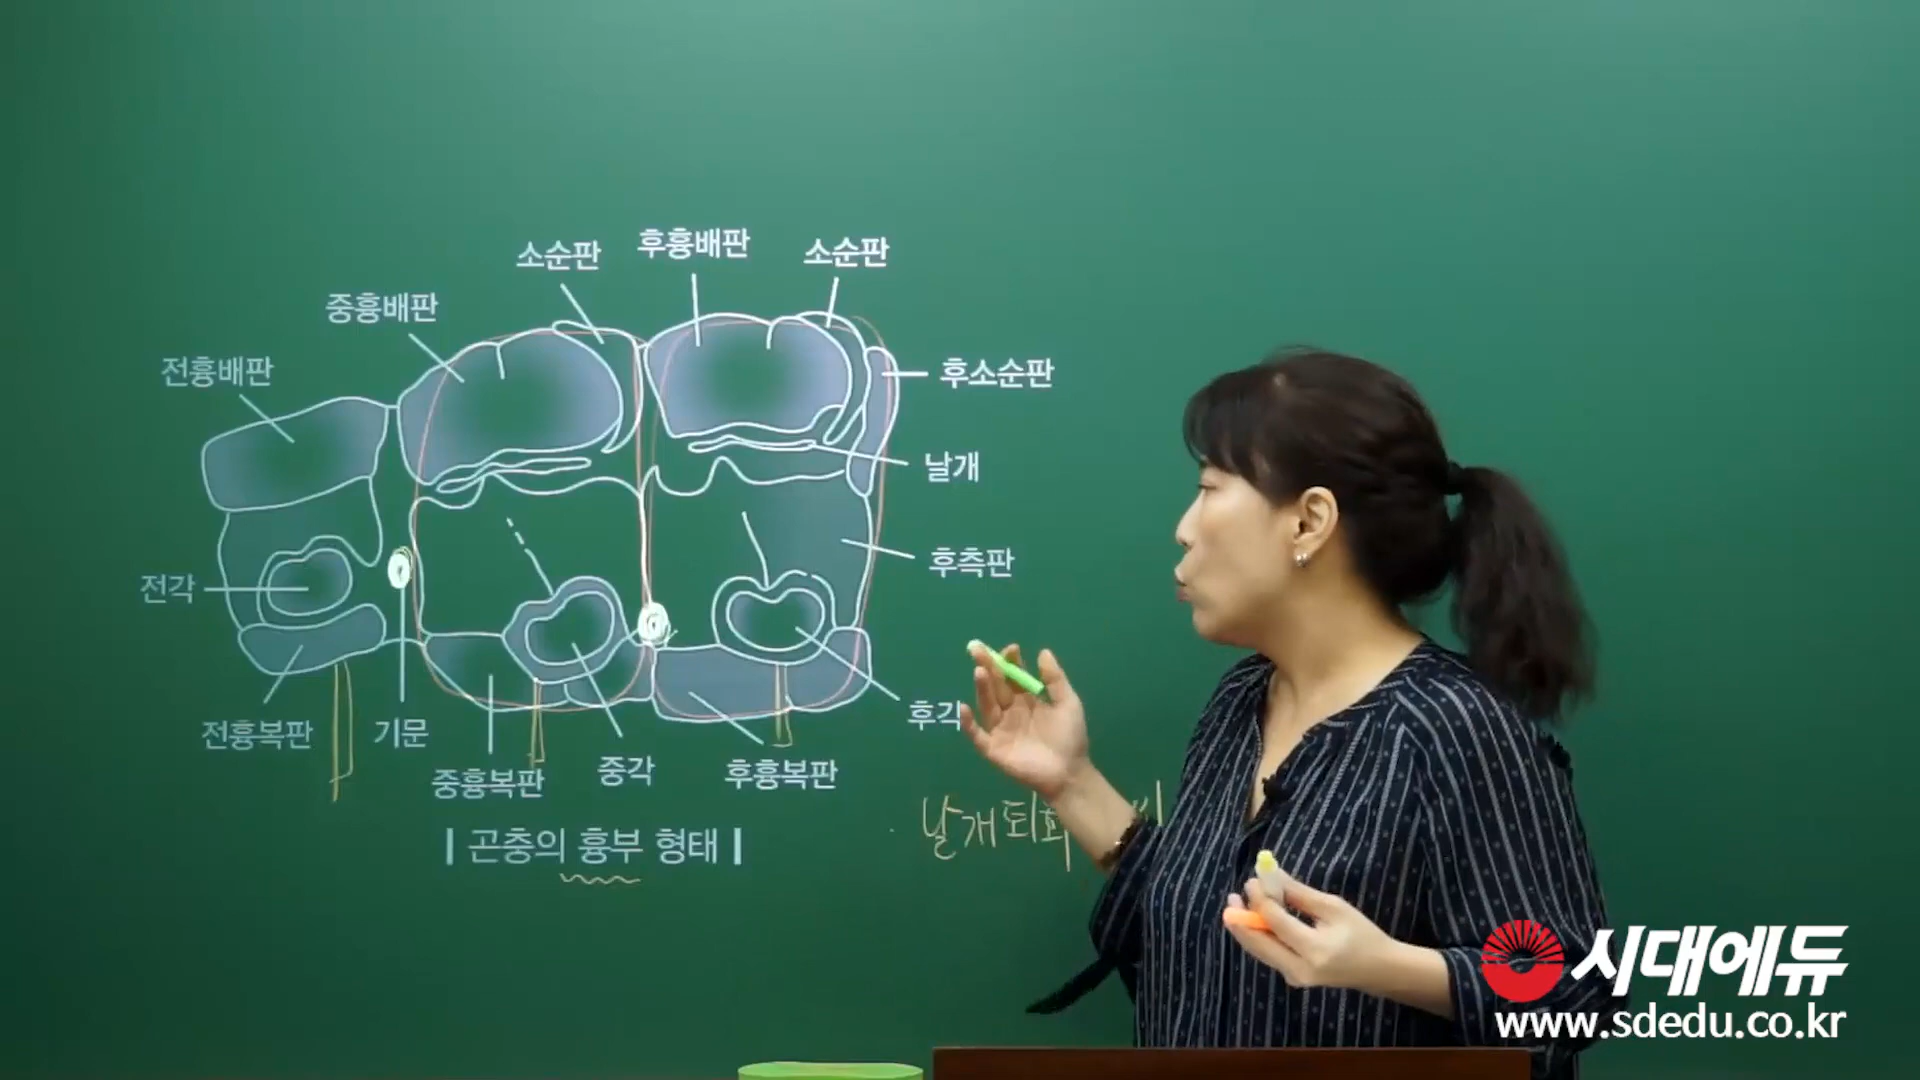 소순판
후흉배판
소순판
중흉배판
전흉배판
후소순판
날개
후측판
전각
후각
전흉복판
기문
중흉복판
중각
후흉복판
| 곤충의 흉부 형태 |
날개퇴화
시대에듀
www.sdedu.co.kr